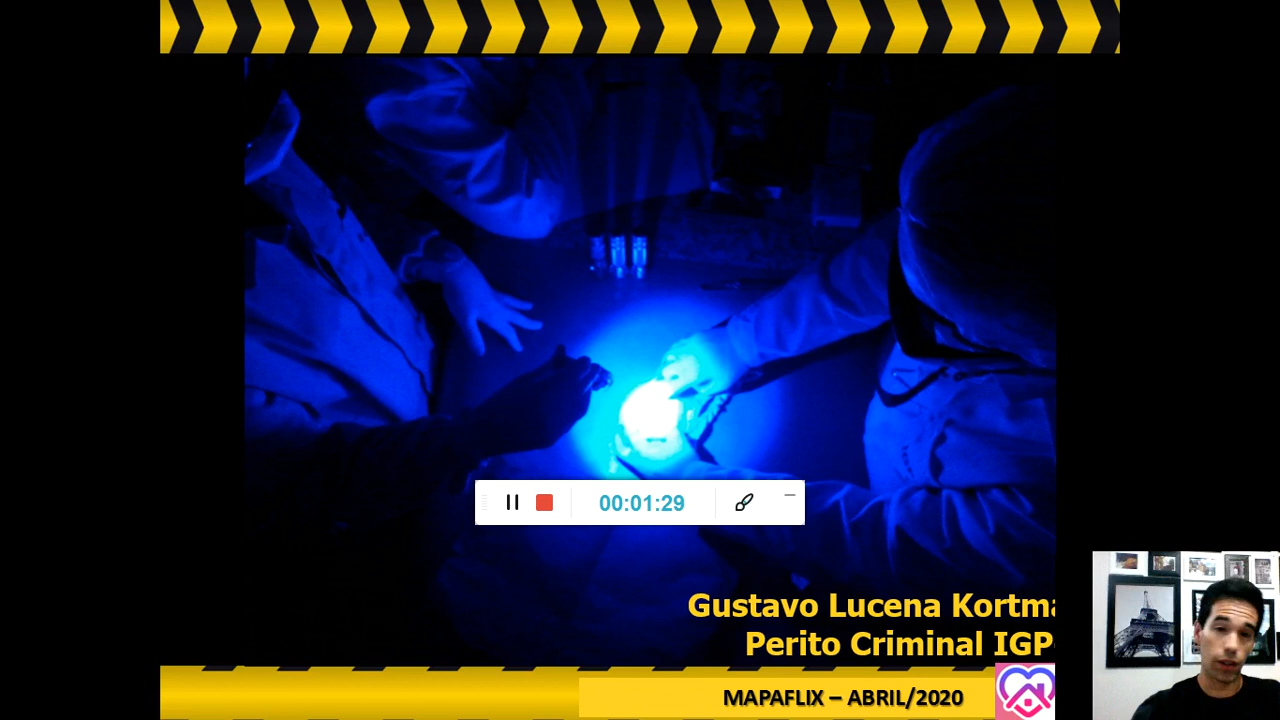 00:01:29
Gustavo Lucena Kortma
Perito Criminal IGP
MAPAFLIX – ABRIL/2020